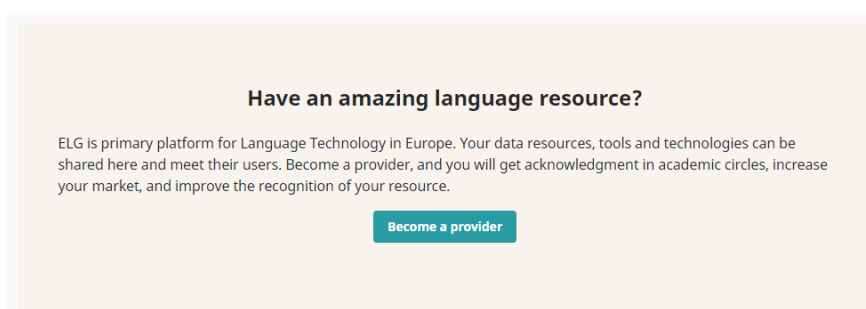 Have an amazing language resource?
ELG is primary platform for Language Technology in Europe. Your data resources, tools and technologies can be
shared here and meet their users. Become a provider, and you will get acknowledgment in academic circles, increase
your market, and improve the recognition of your resource.
Become a provider